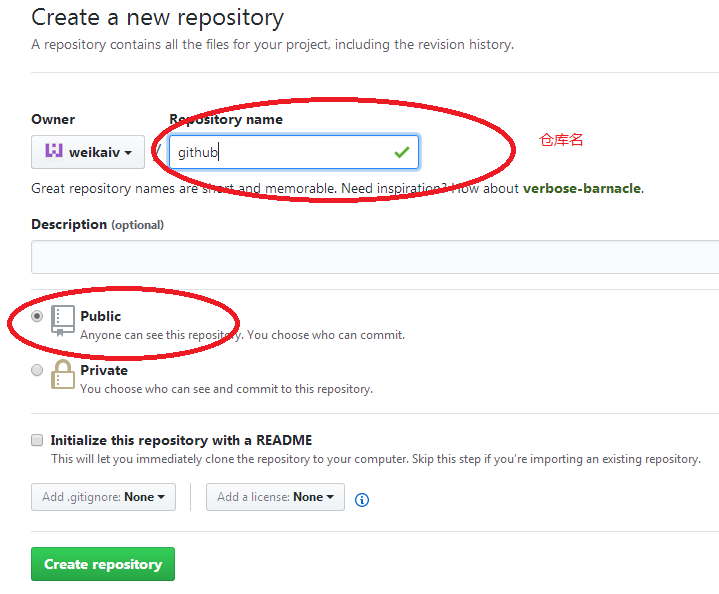 Create a new repository
A repository contains all the files for your project, including the revision history.
Owner
Repository name
weikaiv
/
github
仓库名
Great repository names are short and memorable. Need inspiration? How about verbose-barnacle.
Description (optional)
Public
Anyone can see this repository. You choose who can commit.
Private
You choose who can see and commit to this repository.
Initialize this repository with a README
This will let you immediately clone the repository to your computer. Skip this step if you're importing an existing repository.
Add .gitignore: None
Add a license: None
Create repository